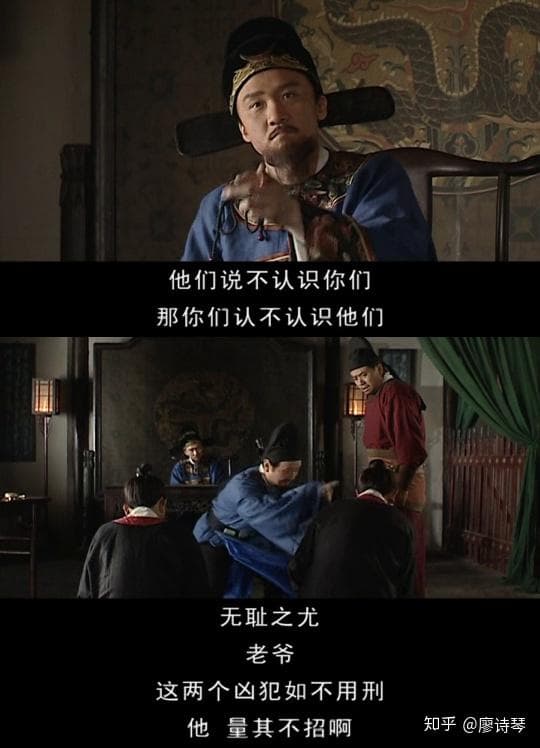 他们说不认识你们
那你们认不认识他们
无耻之尤
老爷
这两个凶犯如不用刑
他 量其不招啊
知乎 @廖诗琴